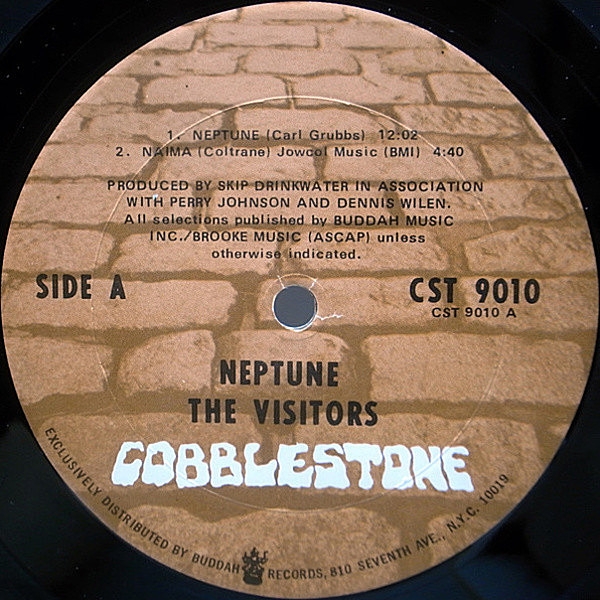 1. NEPTUNE (Carl Grubbs) 12:02
2. NAIMA (Coltrane) Jowcol Music (BMI) 4:40
PRODUCED BY SKIP DRINKWATER IN ASSOCIATION
WITH PERRY JOHNSON AND DENNIS WILEN.
All selections published by BUDDAH MUSIC
INC./BROOKE MUSIC (ASCAP) unless
otherwise indicated.
SIDE A
CST 9010
CST 9010 A
NEPTUNE
THE VISITORS
COBBLESTONE
EXCLUSIVELY DISTRIBUTED BY BUDDAH RECORDS, 810 SEVENTH AVE., N.Y.C. 10019